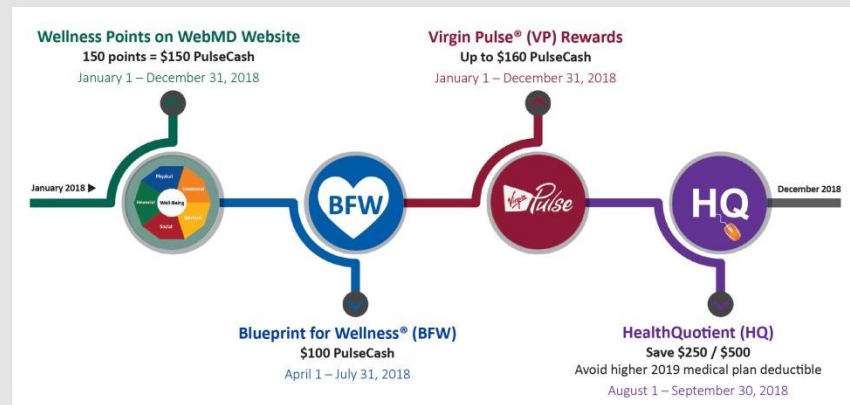 Wellness Points on WebMD Website
150 points = $150 PulseCash
January 1 – December 31, 2018
Virgin Pulse® (VP) Rewards
Up to $160 PulseCash
January 1 – December 31, 2018
January 2018 ▶
Physical
Emotional
Spiritual
Social
Financial
Well-Being
BFW
Virgin Pulse
HQ
December 2018
Blueprint for Wellness® (BFW)
$100 PulseCash
April 1 – July 31, 2018
HealthQuotient (HQ)
Save $250 / $500
Avoid higher 2019 medical plan deductible
August 1 – September 30, 2018